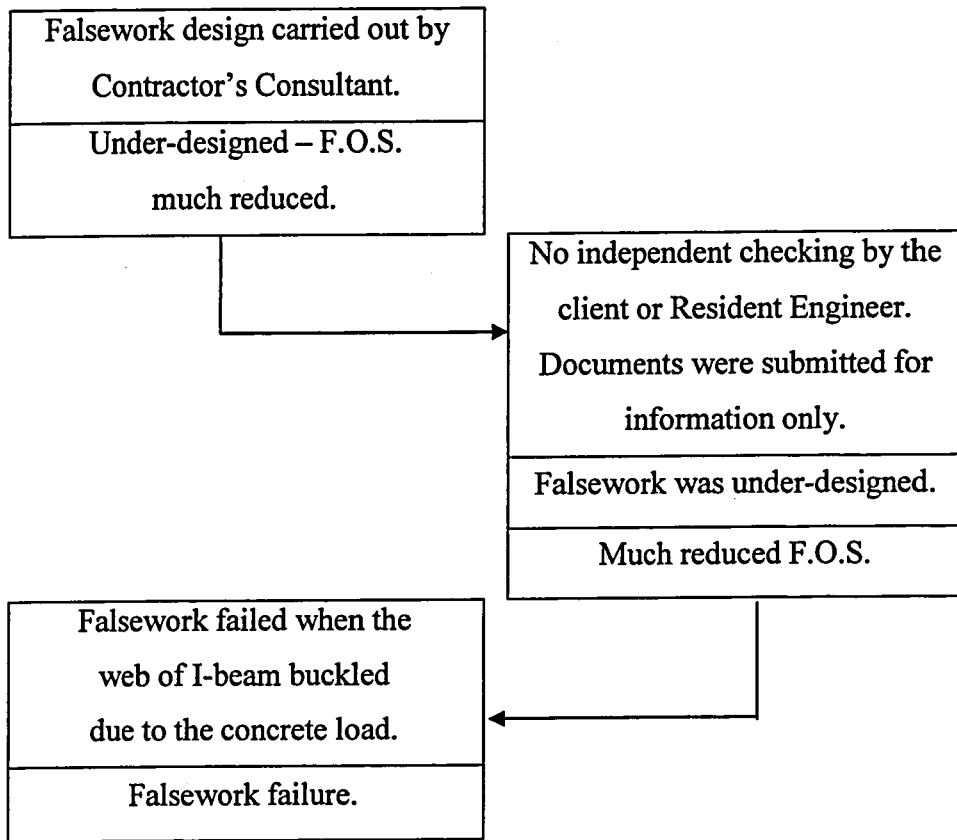 Falsework design carried out by
Contractor's Consultant.
Under-designed – F.O.S.
much reduced.
No independent checking by the
client or Resident Engineer.
Documents were submitted for
information only.
Falsework was under-designed.
Much reduced F.O.S.
Falsework failed when the
web of I-beam buckled
due to the concrete load.
Falsework failure.